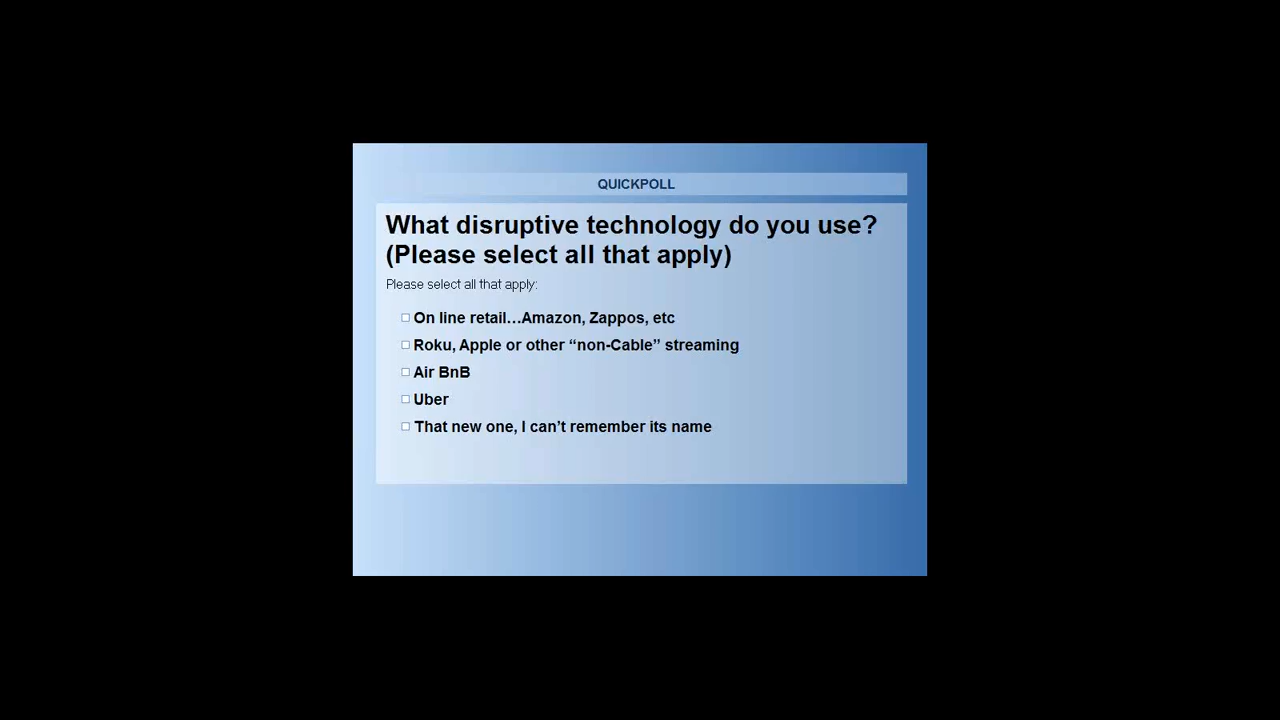 QUICKPOLL
What disruptive technology do you use?
(Please select all that apply)
Please select all that apply:
On line retail…Amazon, Zappos, etc
Roku, Apple or other “non-Cable” streaming
Air BnB
Uber
That new one, I can’t remember its name